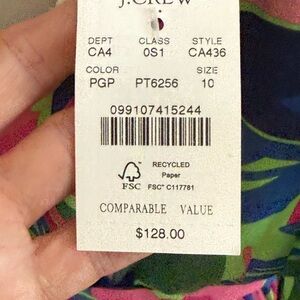 J.CREW
DEPT CLASS STYLE
CA4 0S1 CA436
COLOR SIZE
PGP PT6256 10
099107415244
RECYCLED
Paper
FSC FSC® C117781
COMPARABLE VALUE
$128.00